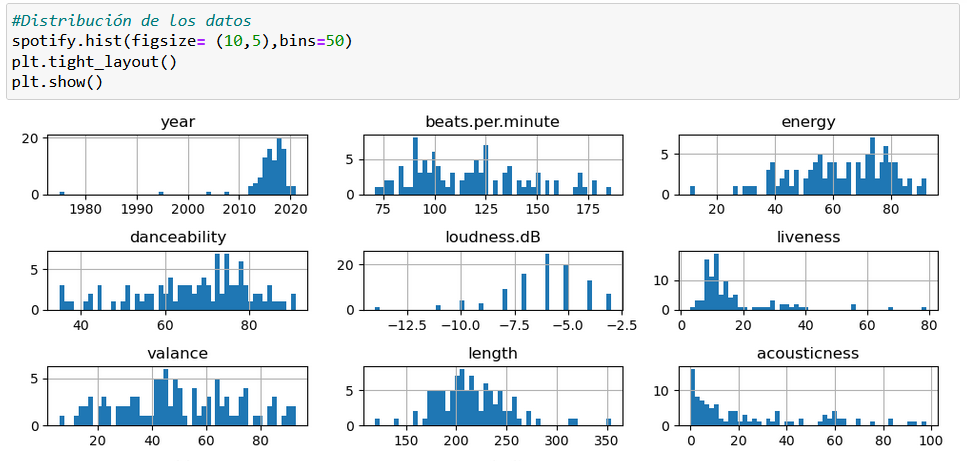 #Distribución de los datos
spotify.hist(figsize= (10,5),bins=50)
plt.tight_layout()
plt.show()
year
20
0
1980 1990 2000 2010 2020
beats.per.minute
5
0
75 100 125 150 175
energy
5
0
20 40 60 80
danceability
5
0
40 60 80
loudness.dB
20
0
−12.5 −10.0 −7.5 −5.0 −2.5
liveness
10
0
0 20 40 60 80
valance
5
0
20 40 60 80
length
5
0
150 200 250 300 350
acousticness
10
0
0 20 40 60 80 100